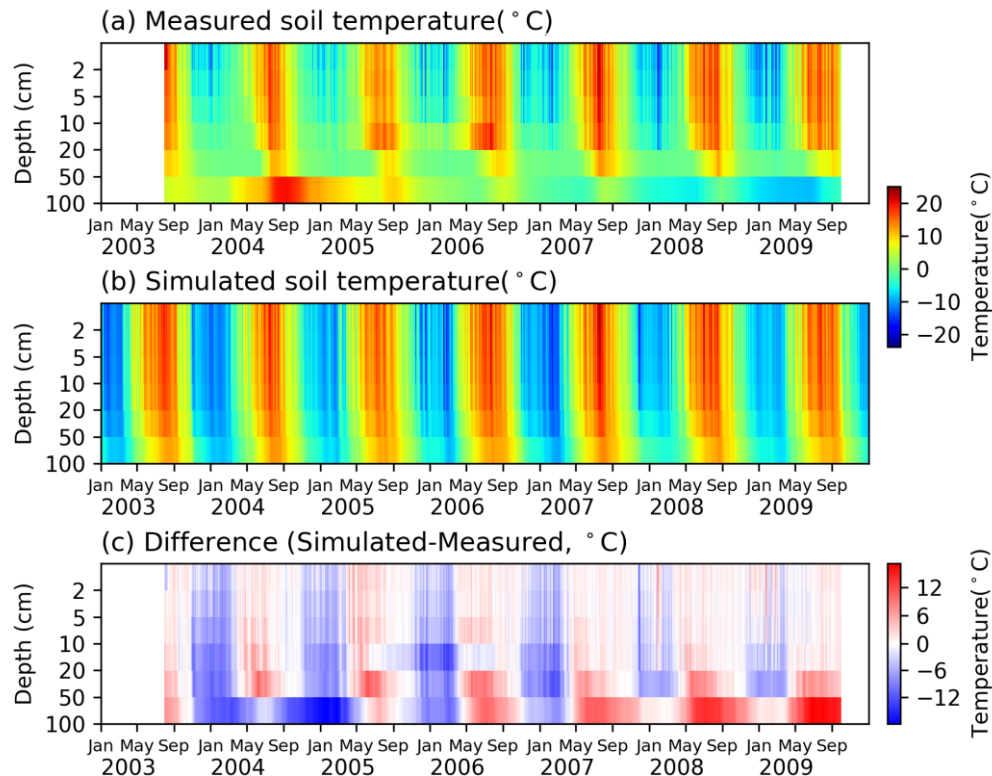 (a) Measured soil temperature(°C)
Depth (cm)
2
5
10
20
50
100
Jan May Sep Jan May Sep Jan May Sep Jan May Sep Jan May Sep Jan May Sep Jan May Sep
2003 2004 2005 2006 2007 2008 2009
20
10
0
−10
−20
Temperature(°C)
(b) Simulated soil temperature(°C)
Depth (cm)
2
5
10
20
50
100
Jan May Sep Jan May Sep Jan May Sep Jan May Sep Jan May Sep Jan May Sep Jan May Sep
2003 2004 2005 2006 2007 2008 2009
(c) Difference (Simulated-Measured, °C)
Depth (cm)
2
5
10
20
50
100
Jan May Sep Jan May Sep Jan May Sep Jan May Sep Jan May Sep Jan May Sep Jan May Sep
2003 2004 2005 2006 2007 2008 2009
12
6
0
−6
−12
Temperature(°C)